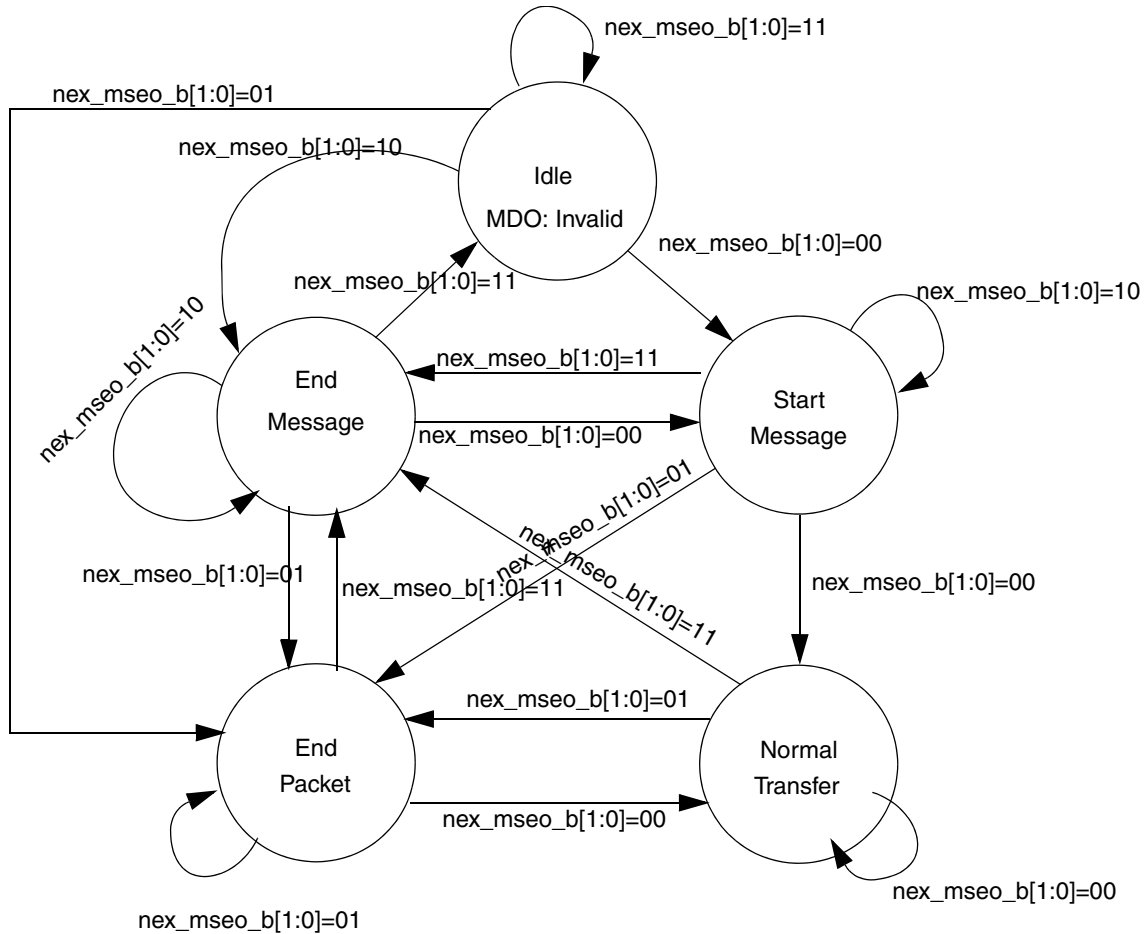 nex_mseo_b[1:0]=11
nex_mseo_b[1:0]=01
nex_mseo_b[1:0]=10
Idle
MDO: Invalid
nex_mseo_b[1:0]=00
nex_mseo_b[1:0]=11
nex_mseo_b[1:0]=10
nex_mseo_b[1:0]=10
nex_mseo_b[1:0]=11
End
Message
Start
Message
nex_mseo_b[1:0]=00
nex_mseo_b[1:0]=01
nex_mseo_b[1:0]=11
nex_mseo_b[1:0]=01
nex_mseo_b[1:0]=11
nex_mseo_b[1:0]=00
nex_mseo_b[1:0]=01
End
Packet
Normal
Transfer
nex_mseo_b[1:0]=00
nex_mseo_b[1:0]=00
nex_mseo_b[1:0]=01